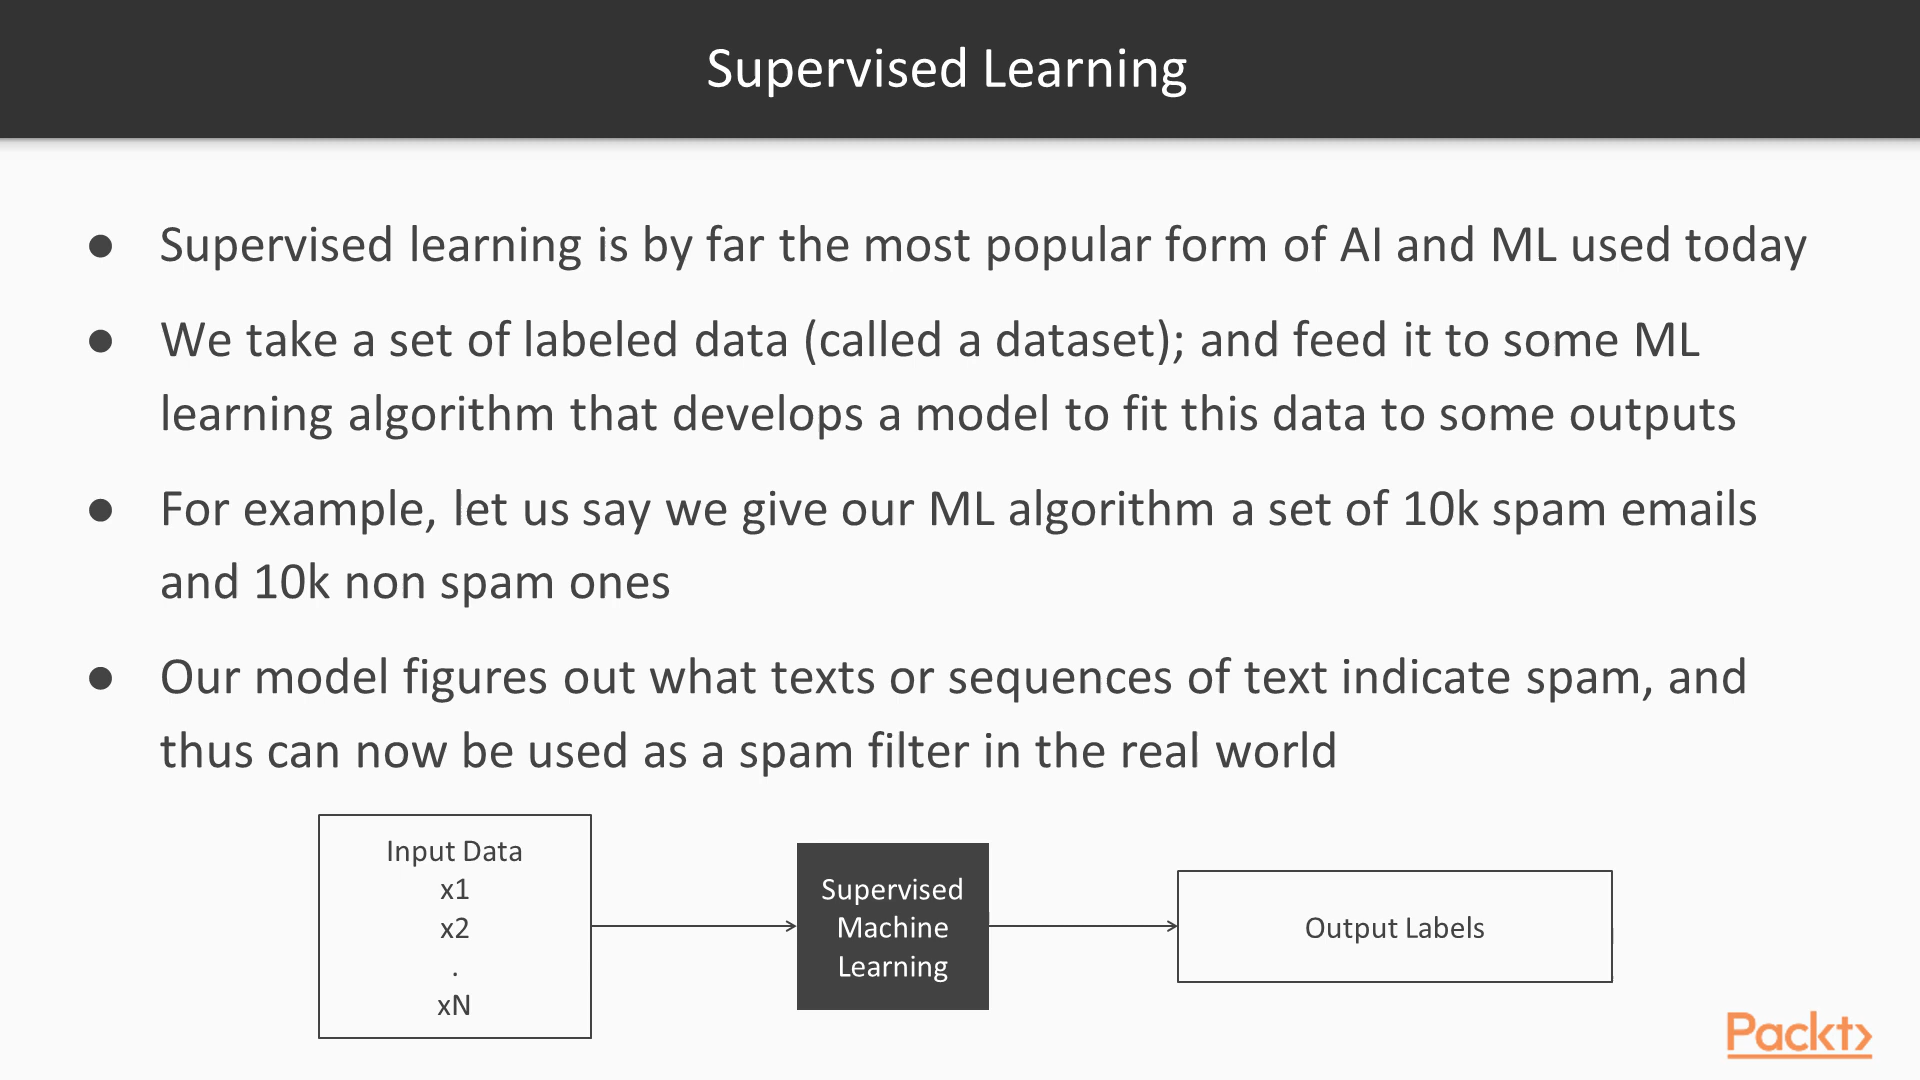 Supervised Learning
● Supervised learning is by far the most popular form of AI and ML used today
● We take a set of labeled data (called a dataset); and feed it to some ML
learning algorithm that develops a model to fit this data to some outputs
● For example, let us say we give our ML algorithm a set of 10k spam emails
and 10k non spam ones
● Our model figures out what texts or sequences of text indicate spam, and
thus can now be used as a spam filter in the real world
Input Data
x1
x2
.
xN
Supervised
Machine
Learning
Output Labels
Packt>